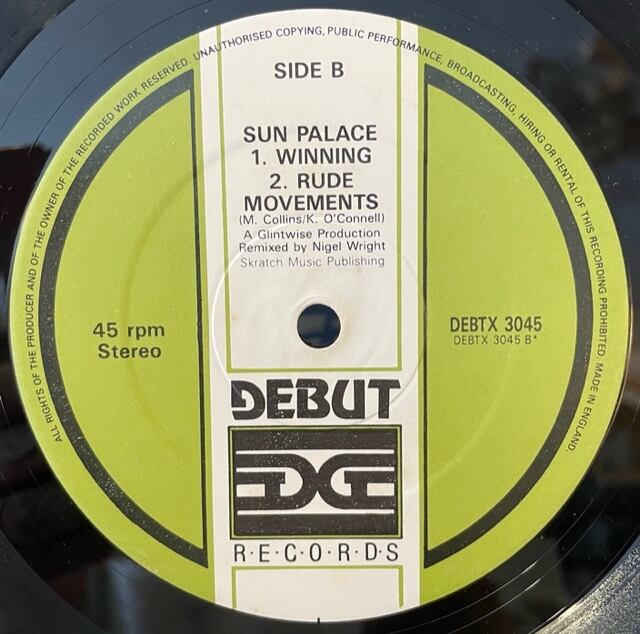 ALL RIGHTS OF THE PRODUCER AND OF THE OWNER OF THE RECORDED WORK RESERVED. UNAUTHORISED COPYING, PUBLIC PERFORMANCE, BROADCASTING, HIRING OR RENTAL OF THIS RECORDING PROHIBITED. MADE IN ENGLAND.
SIDE B
SUN PALACE
1. WINNING
2. RUDE
MOVEMENTS
(M. Collins/K. O'Connell)
A Glintwise Production
Remixed by Nigel Wright
Skratch Music Publishing
45 rpm
Stereo
DEBTX 3045
DEBTX 3045 B*
DEBUT
EDGE
R·E·C·O·R·D·S